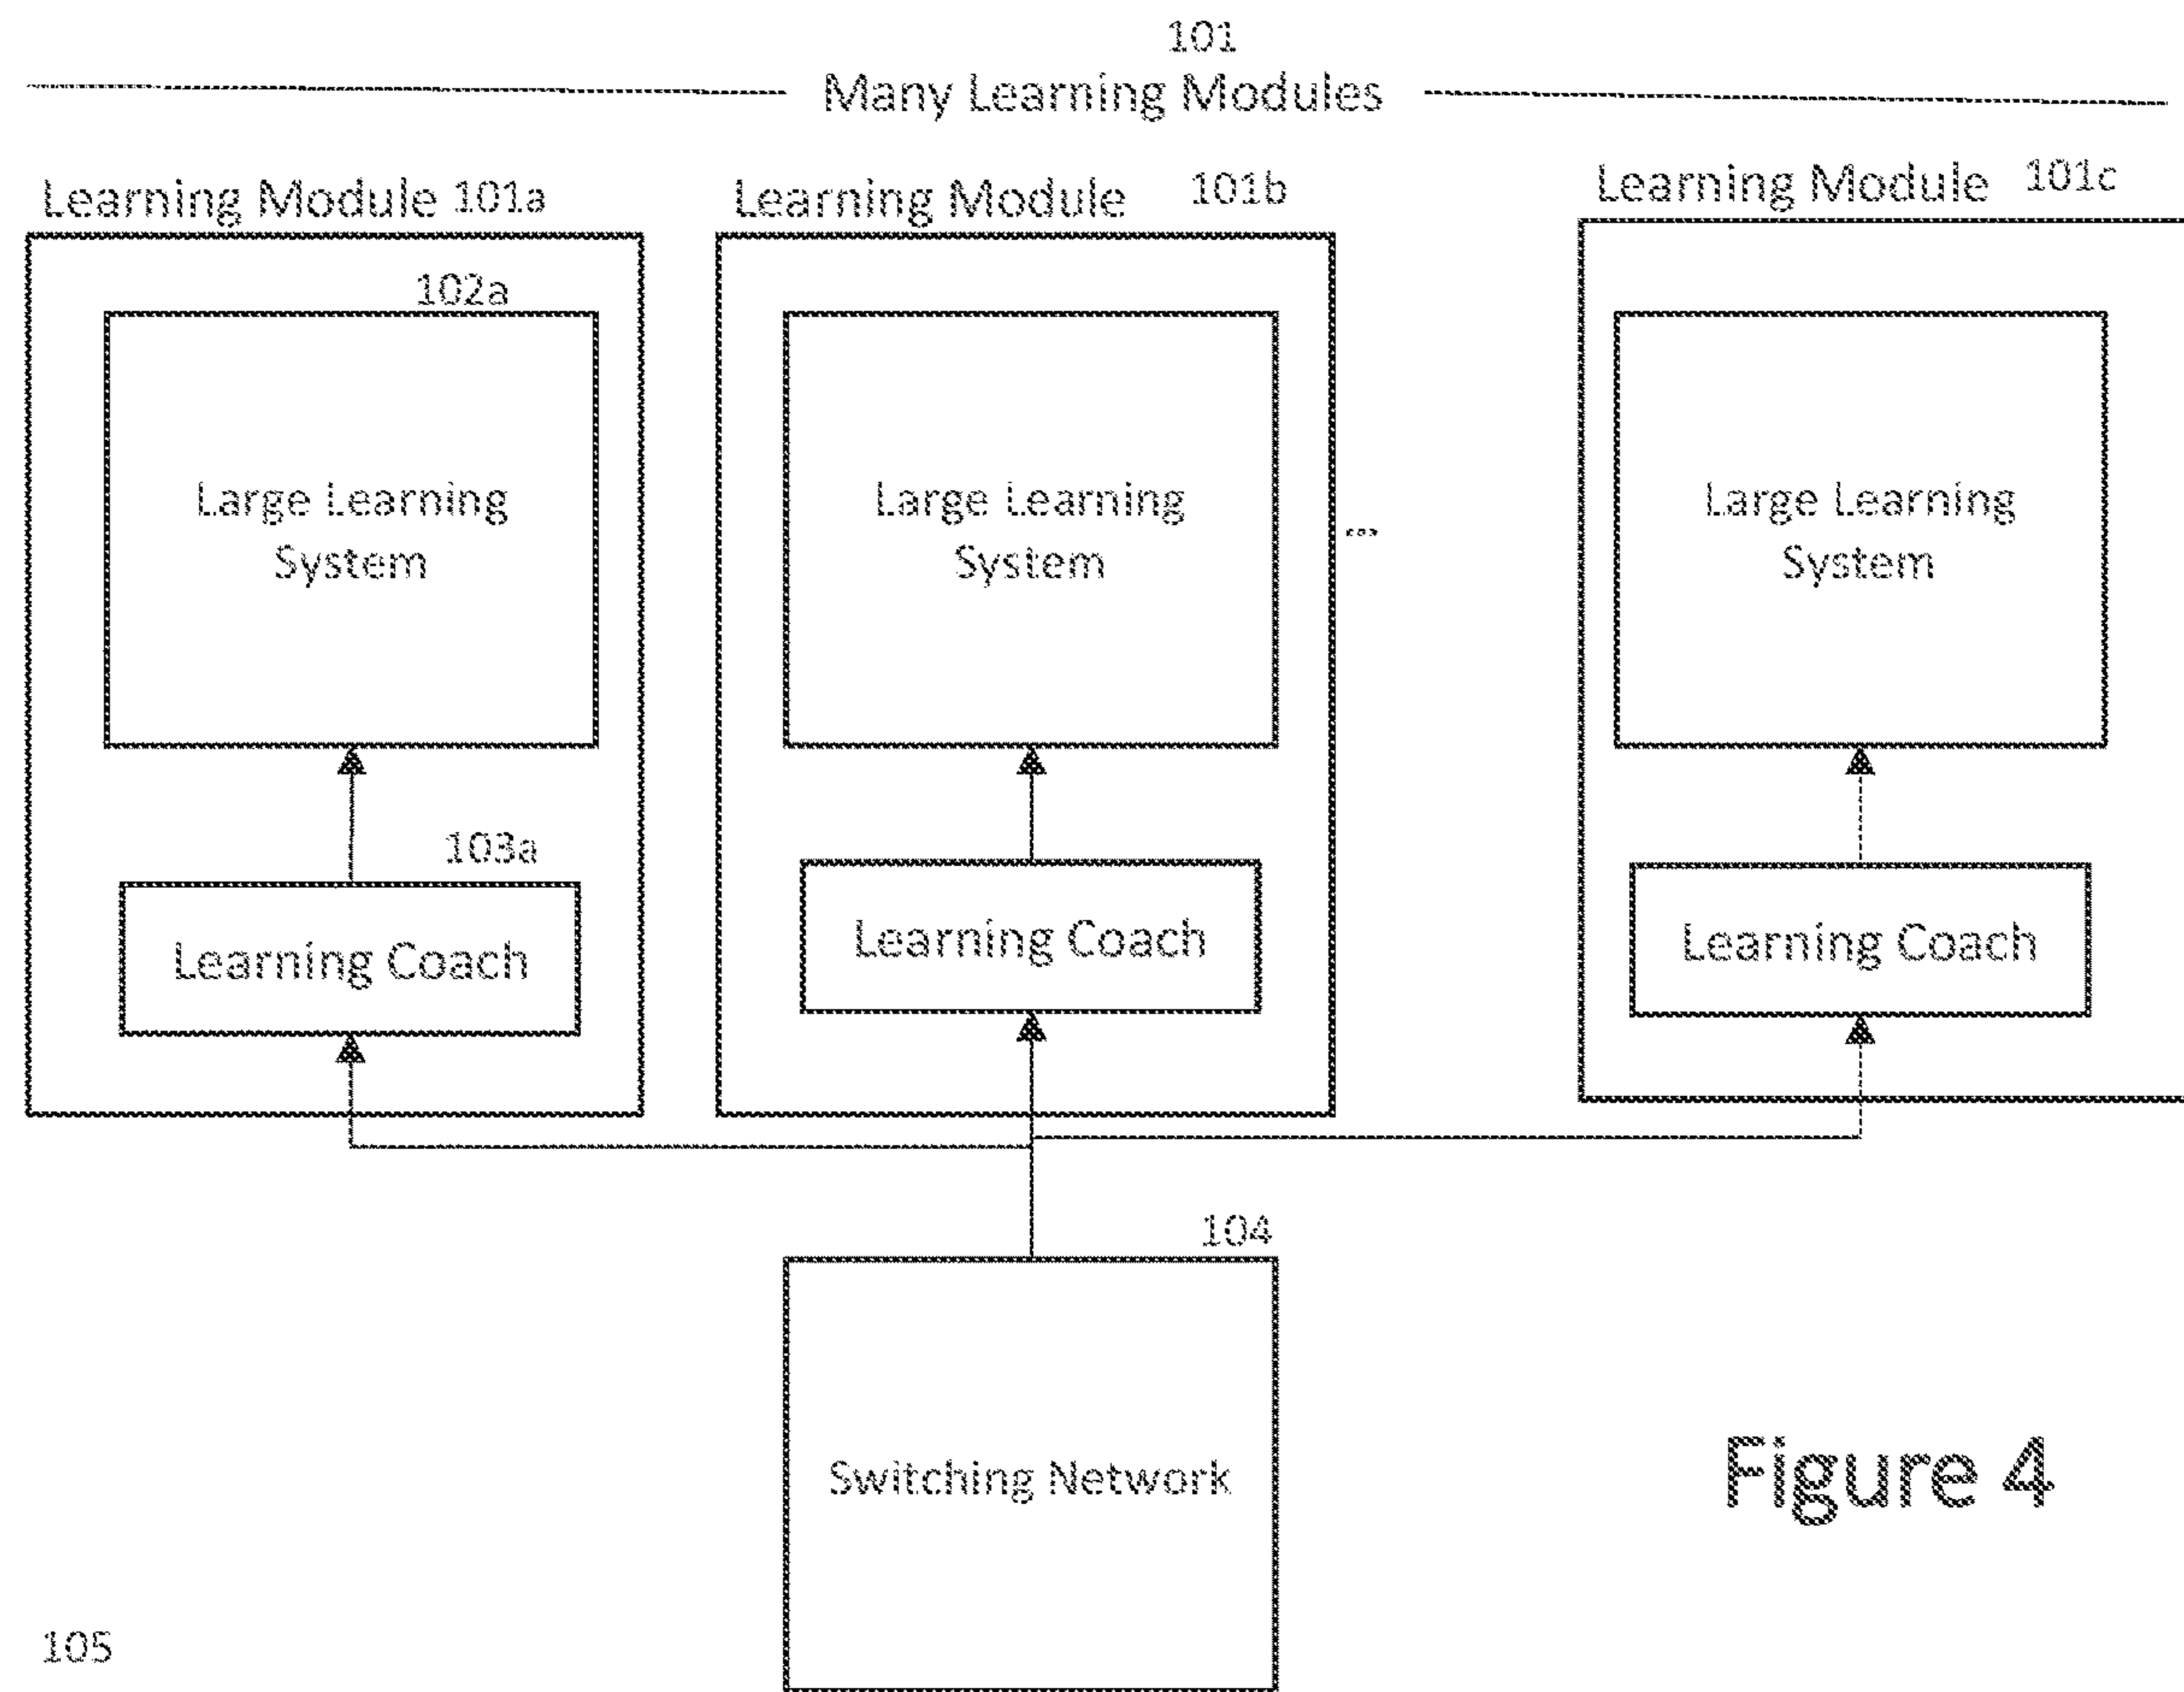 101
Many Learning Modules
Learning Module 101a
Learning Module 101b
Learning Module 101c
102a
Large Learning
System
Large Learning
System
...
Large Learning
System
103a
Learning Coach
Learning Coach
Learning Coach
104
Switching Network
Figure 4
105